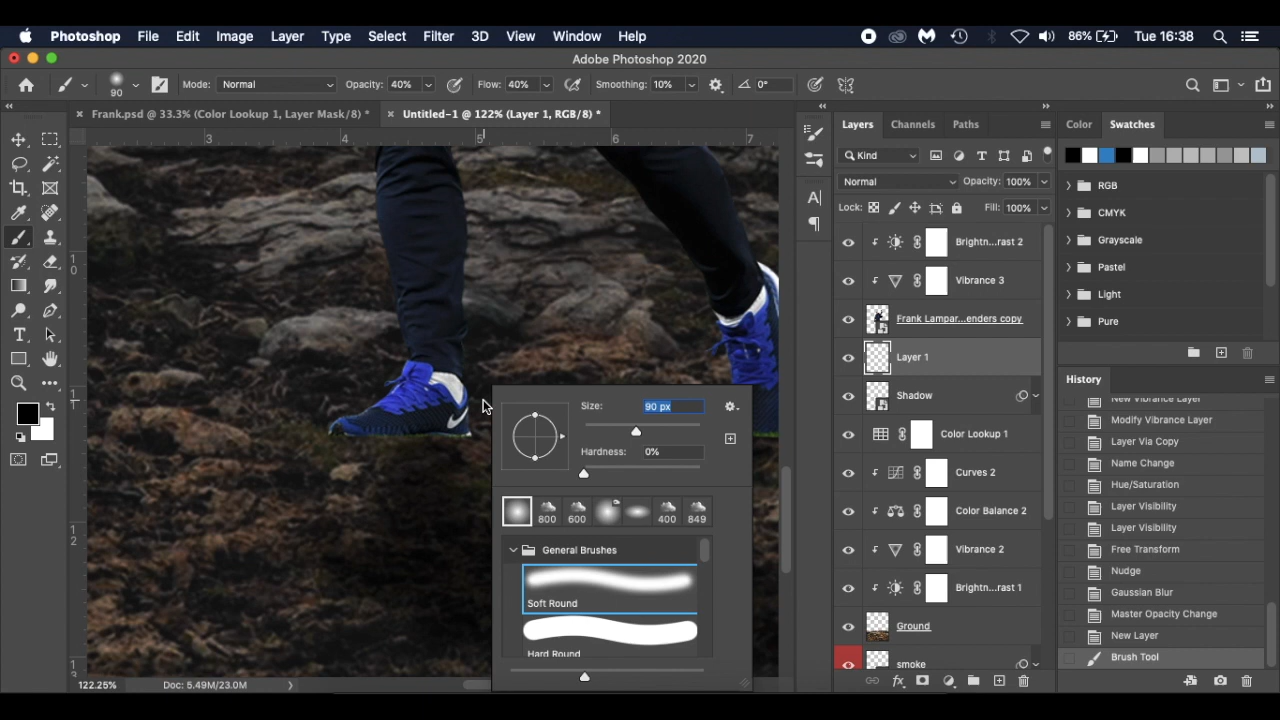 Photoshop File Edit Image Layer Type Select Filter 3D View Window Help 86% Tue 16:38
Adobe Photoshop 2020
90 Mode: Normal Opacity: 40% Flow: 40% Smoothing: 10% 0°
Frank.psd @ 33.3% (Color Lookup 1, Layer Mask/8) *
Untitled-1 @ 122% (Layer 1, RGB/8) *
3 4 5 6 7
Layers Channels Paths
Kind
Normal Opacity: 100%
Lock: Fill: 100%
Brightn...rast 2
Vibrance 3
Frank Lampar...enders copy
Layer 1
Shadow
Color Lookup 1
Curves 2
Color Balance 2
Vibrance 2
Brightn...rast 1
Ground
smoke
fx
Color Swatches
RGB
CMYK
Grayscale
Pastel
Light
Pure
History
New Vibrance Layer
Modify Vibrance Layer
Layer Via Copy
Name Change
Hue/Saturation
Layer Visibility
Layer Visibility
Free Transform
Nudge
Gaussian Blur
Master Opacity Change
New Layer
Brush Tool
Size: 90 px
Hardness: 0%
800 600 400 849
General Brushes
Soft Round
Hard Round
122.25% Doc: 5.49M/23.0M